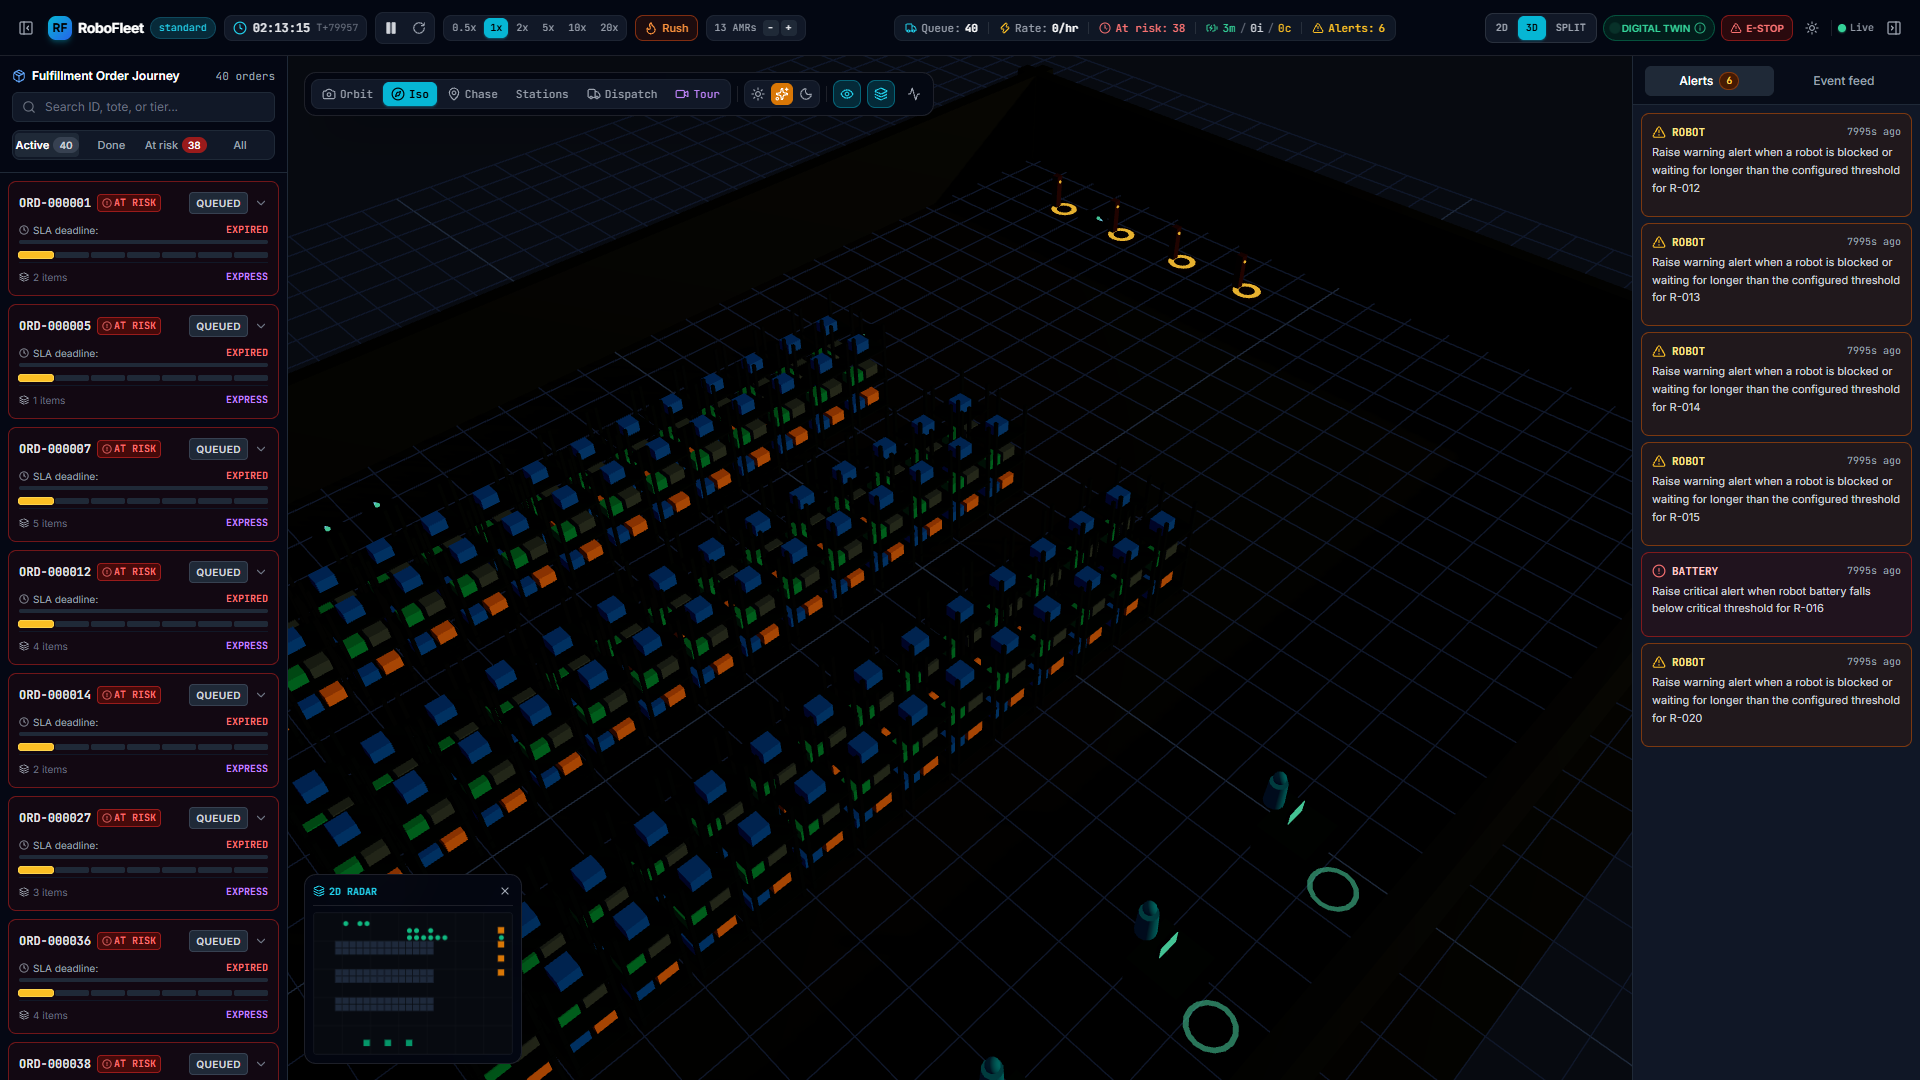 RF RoboFleet standard 02:13:15 T+79957 0.5x 1x 2x 5x 10x 20x Rush 13 AMRs - + Queue: 40 Rate: 0/hr At risk: 38 3m / 0i / 0c Alerts: 6 2D 3D SPLIT DIGITAL TWIN E-STOP Live
Fulfillment Order Journey 40 orders
Search ID, tote, or tier...
Active 40 Done At risk 38 All
ORD-000001 AT RISK QUEUED
SLA deadline: EXPIRED
2 items EXPRESS
ORD-000005 AT RISK QUEUED
SLA deadline: EXPIRED
1 items EXPRESS
ORD-000007 AT RISK QUEUED
SLA deadline: EXPIRED
5 items EXPRESS
ORD-000012 AT RISK QUEUED
SLA deadline: EXPIRED
4 items EXPRESS
ORD-000014 AT RISK QUEUED
SLA deadline: EXPIRED
2 items EXPRESS
ORD-000027 AT RISK QUEUED
SLA deadline: EXPIRED
3 items EXPRESS
ORD-000036 AT RISK QUEUED
SLA deadline: EXPIRED
4 items EXPRESS
ORD-000038 AT RISK QUEUED
Orbit Iso Chase Stations Dispatch Tour
2D RADAR
Alerts 6 Event feed
ROBOT 7995s ago
Raise warning alert when a robot is blocked or
waiting for longer than the configured threshold
for R-012
ROBOT 7995s ago
Raise warning alert when a robot is blocked or
waiting for longer than the configured threshold
for R-013
ROBOT 7995s ago
Raise warning alert when a robot is blocked or
waiting for longer than the configured threshold
for R-014
ROBOT 7995s ago
Raise warning alert when a robot is blocked or
waiting for longer than the configured threshold
for R-015
BATTERY 7995s ago
Raise critical alert when robot battery falls
below critical threshold for R-016
ROBOT 7995s ago
Raise warning alert when a robot is blocked or
waiting for longer than the configured threshold
for R-020